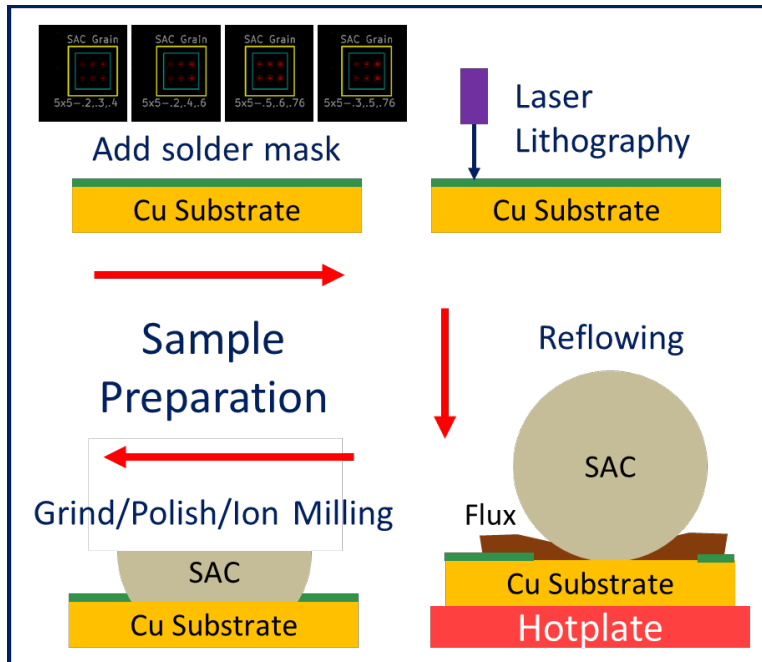 SAC Grain
5x5-.2,.3,.4
SAC Grain
5x5-.2,.4,.6
SAC Grain
5x5-.5,.6,.76
SAC Grain
5x5-.3,.5,.76
Add solder mask
Cu Substrate
Laser
Lithography
Cu Substrate
Sample
Preparation
Reflowing
SAC
Flux
Cu Substrate
Hotplate
Grind/Polish/Ion Milling
SAC
Cu Substrate